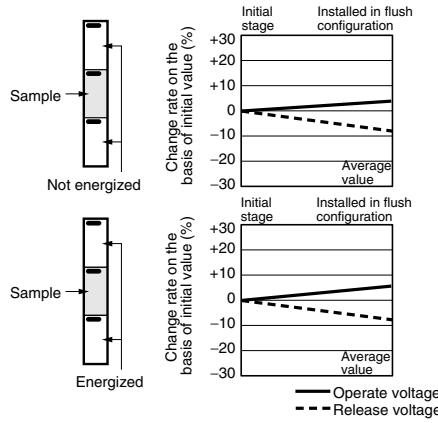 Sample
Not energized
Change rate on the
basis of initial value (%)
Initial
stage
Installed in flush
configuration
+30
+20
+10
0
−10
−20
−30
Average
value
Sample
Energized
Change rate on the
basis of initial value (%)
Initial
stage
Installed in flush
configuration
+30
+20
+10
0
−10
−20
−30
Average
value
Operate voltage
Release voltage